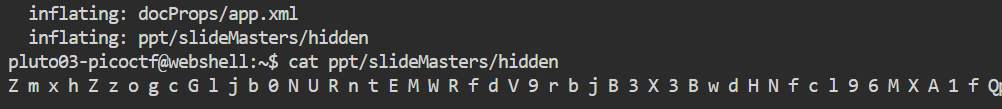 inflating: docProps/app.xml
inflating: ppt/slideMasters/hidden
pluto03-picoctf@webshell:~$ cat ppt/slideMasters/hidden
Z m x h Z z o g c G l j b 0 N U R n t E M W R f d V 9 r b j B 3 X 3 B w d H N f c l 9 6 M X A 1 f Q